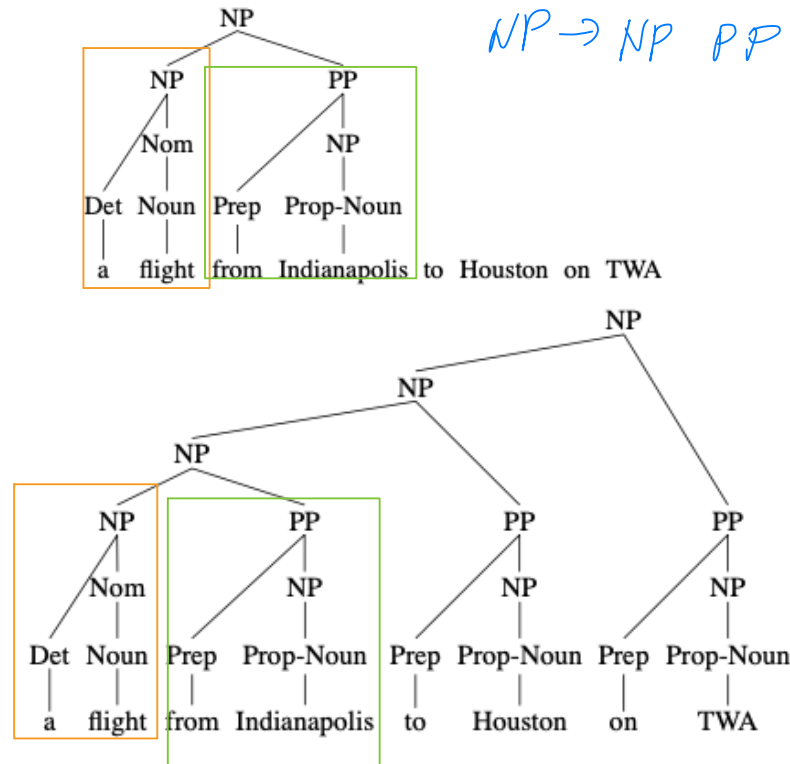 NP
NP → NP PP
NP PP
Nom NP
Det Noun Prep Prop-Noun
a flight from Indianapolis to Houston on TWA
NP
NP
NP
NP PP PP PP
Nom NP NP NP
Det Noun Prep Prop-Noun Prep Prop-Noun Prep Prop-Noun
a flight from Indianapolis to Houston on TWA